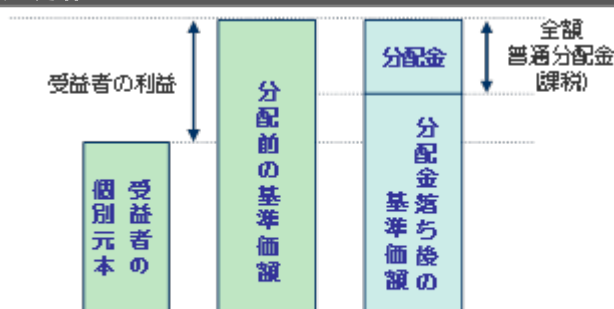 受益者の利益
受益者の
個別元本
分配前の基準価額
分配金
分配金落ち後の
基準価額
全額
普通分配金
(課税)